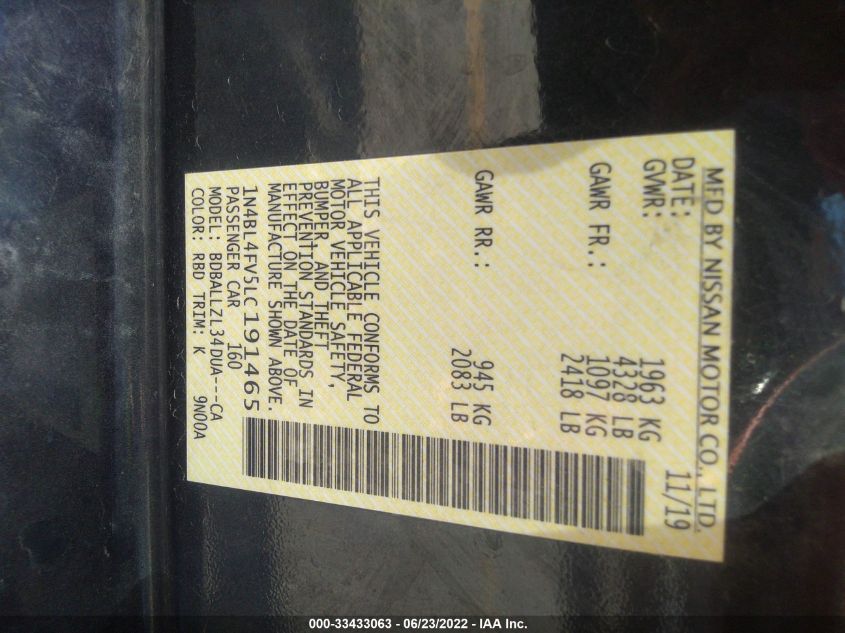 MFD BY NISSAN MOTOR CO., LTD.
DATE: 11/19
GVWR: 1963 KG
4328 LB
GAWR FR.: 1097 KG
2418 LB
GAWR RR.: 945 KG
2083 LB
THIS VEHICLE CONFORMS TO
ALL APPLICABLE FEDERAL
MOTOR VEHICLE SAFETY,
BUMPER, AND THEFT
PREVENTION STANDARDS IN
EFFECT ON THE DATE OF
MANUFACTURE SHOWN ABOVE.
1N4BL4FV5LC191465
PASSENGER CAR 160
MODEL: BDBALLZL34DUA---CA
COLOR: RBD TRIM: K 9N00A
000-33433063 - 06/23/2022 - IAA Inc.